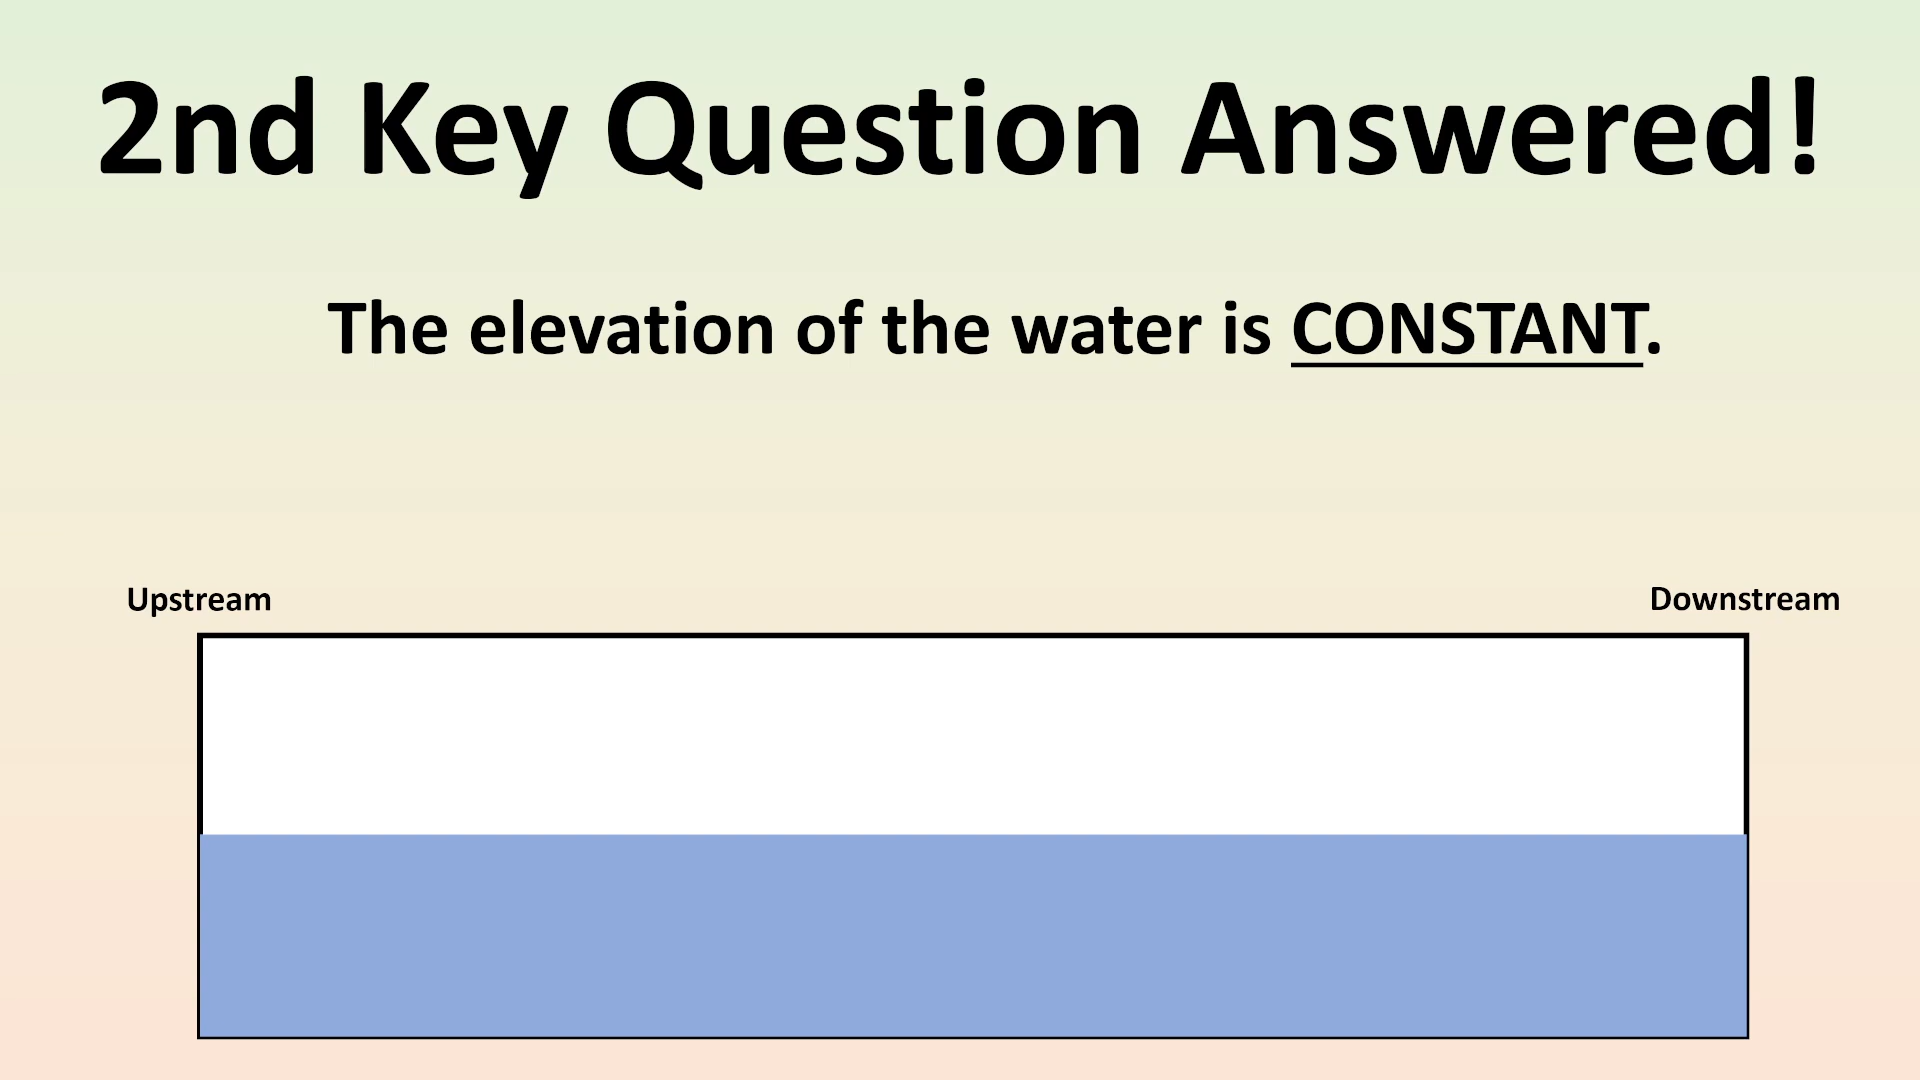 2nd Key Question Answered!
The elevation of the water is CONSTANT.
Upstream
Downstream